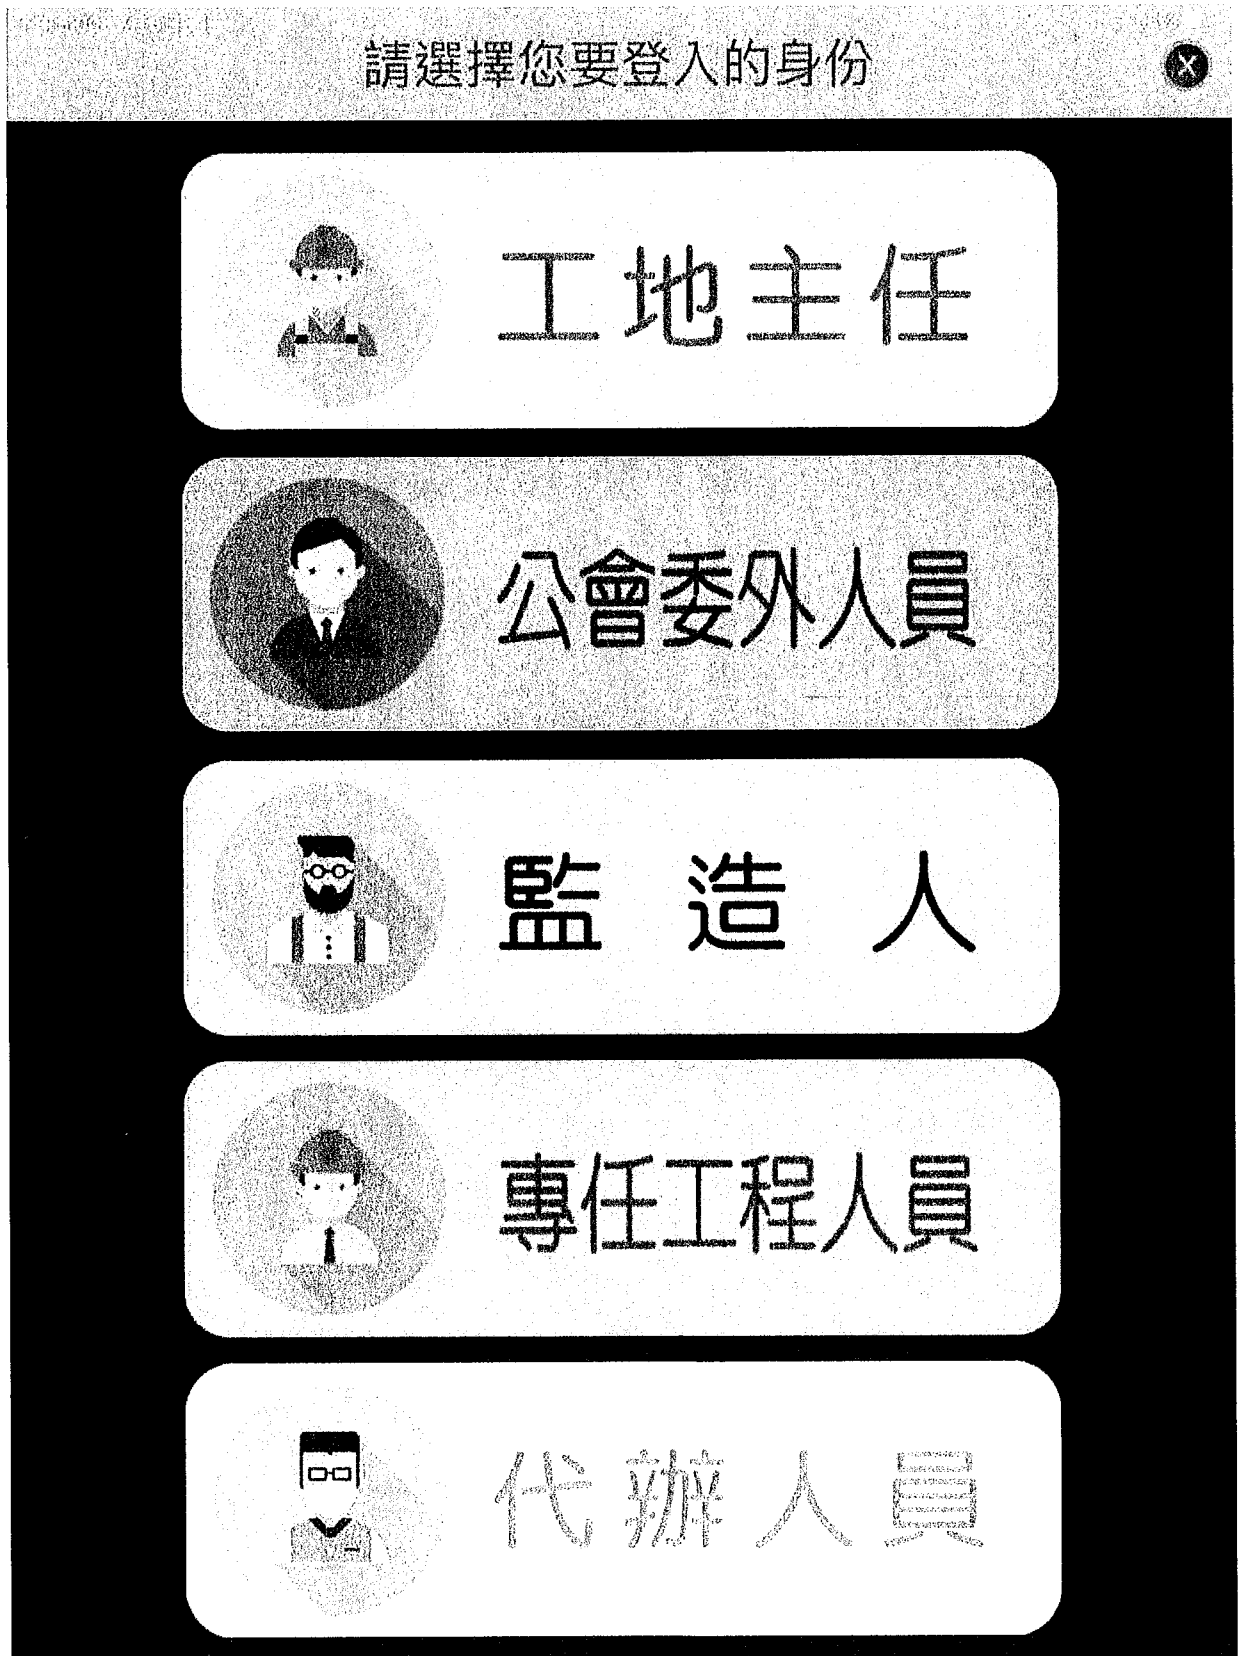 請選擇您要登入的身份
X
工地主任
公會委外人員
監造人
專任工程人員
代辦人員